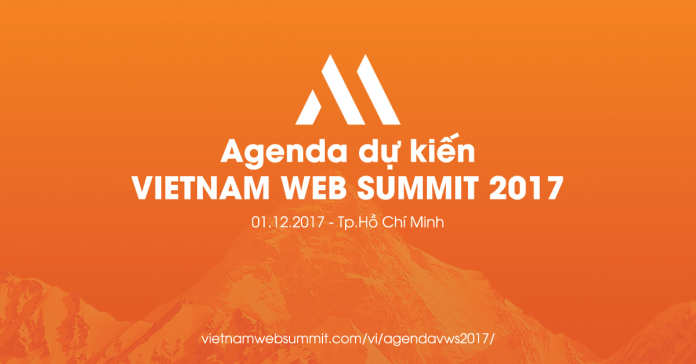 Agenda dự kiến
VIETNAM WEB SUMMIT 2017
01.12.2017 - Tp.Hồ Chí Minh
vietnamwebsummit.com/vi/agendavws2017/